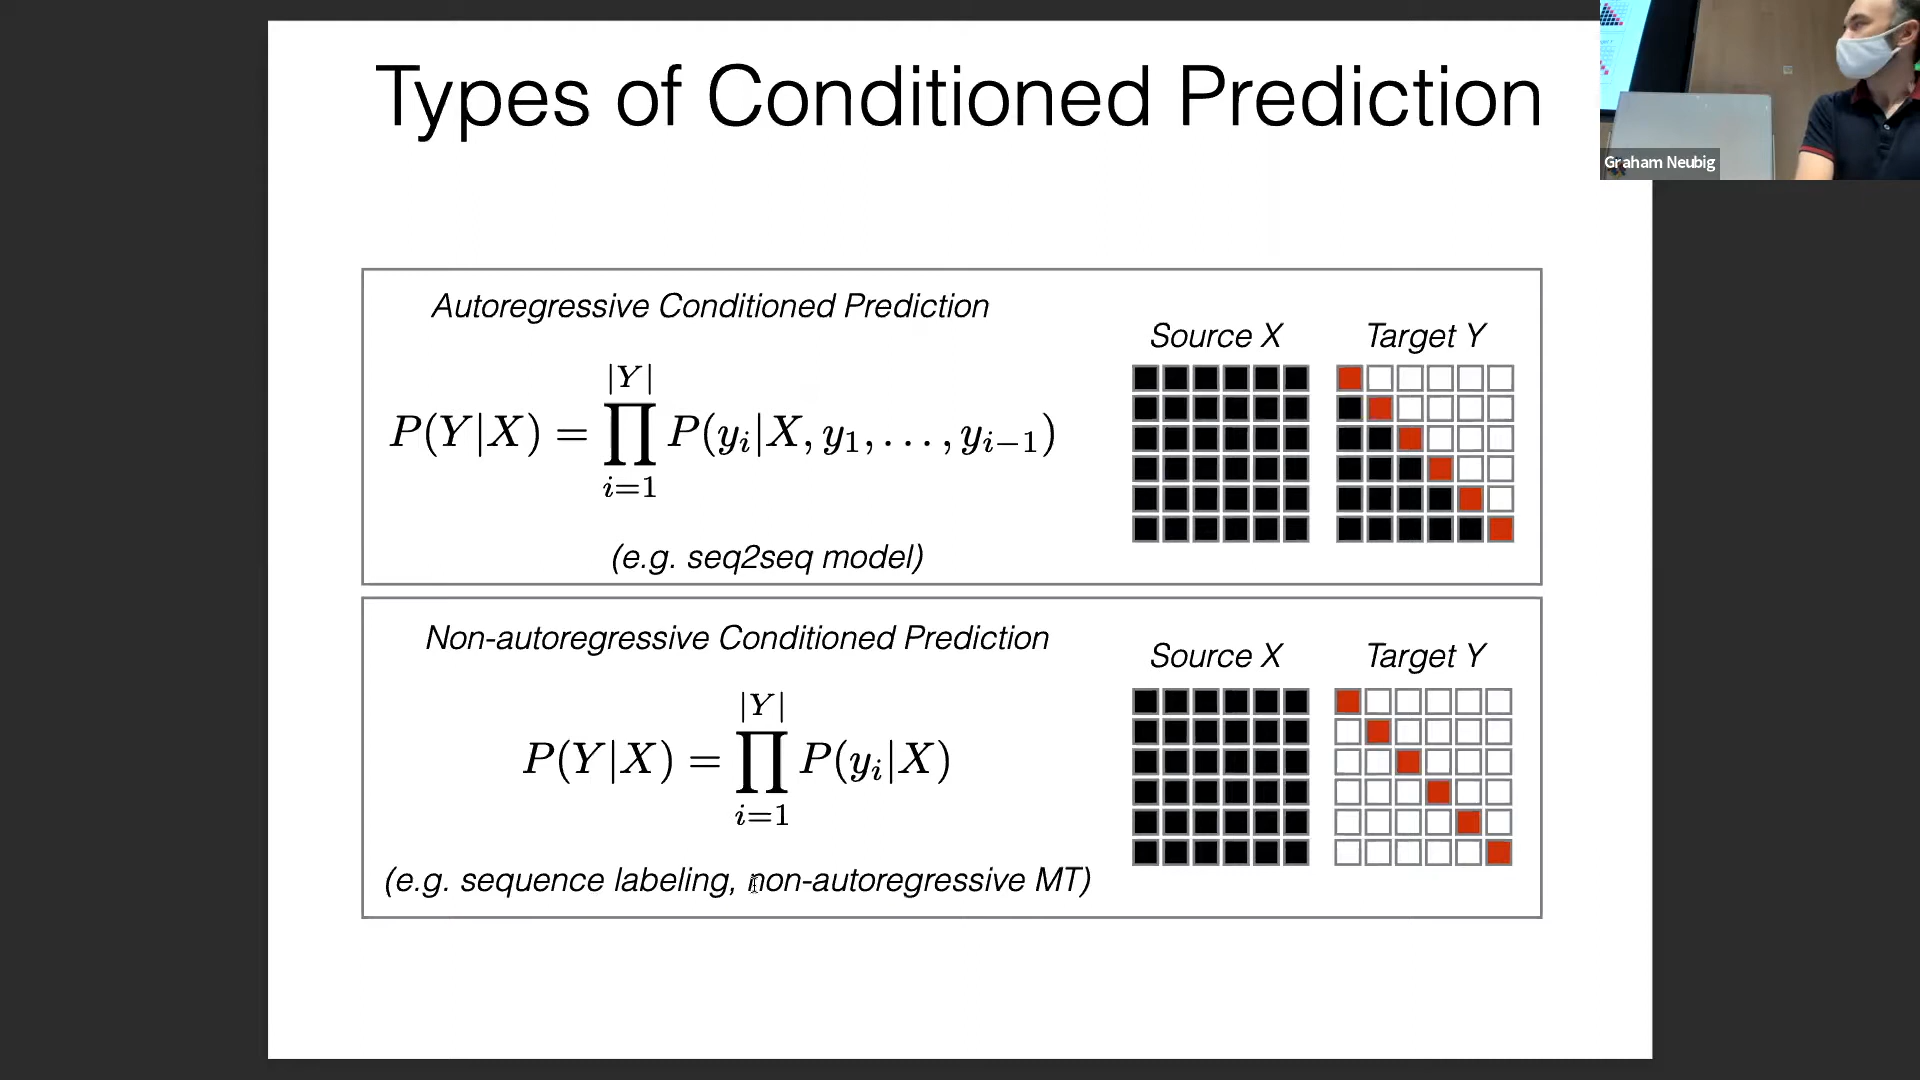 Types of Conditioned Prediction
Graham Neubig
Autoregressive Conditioned Prediction
Source X
Target Y
P(Y|X) = ∏_{i=1}^{|Y|} P(y_i|X, y_1, . . . , y_{i−1})
(e.g. seq2seq model)
Non-autoregressive Conditioned Prediction
Source X
Target Y
P(Y|X) = ∏_{i=1}^{|Y|} P(y_i|X)
(e.g. sequence labeling, non-autoregressive MT)